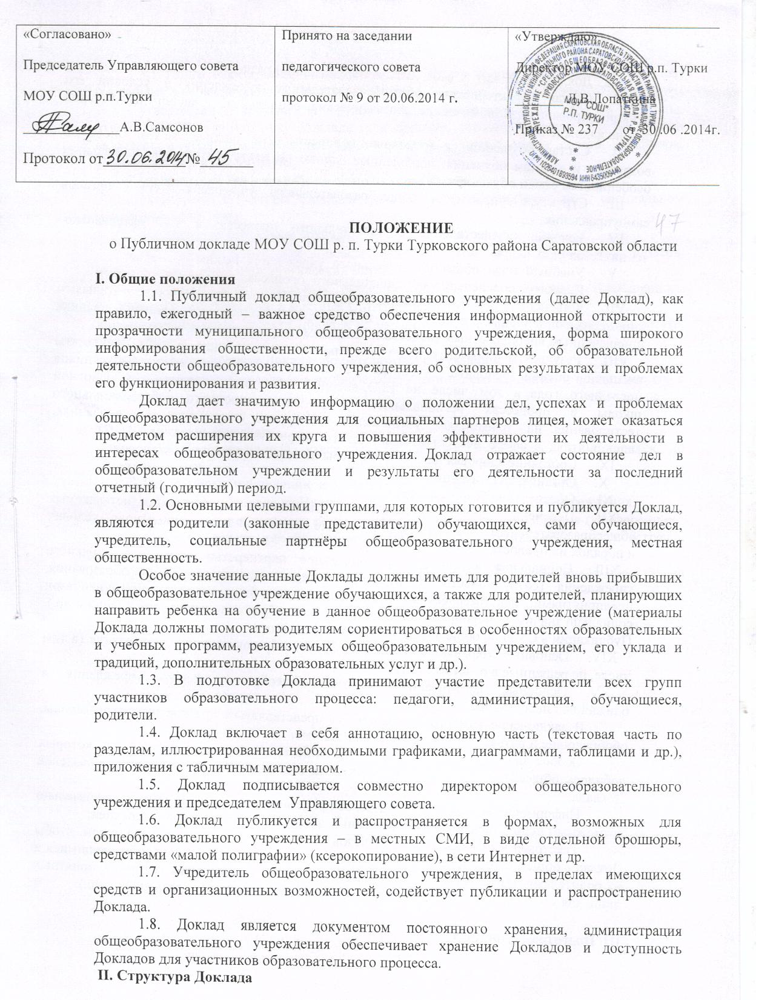 «Согласовано»
Председатель Управляющего совета
МОУ СОШ р.п.Турки
А.В.Самсонов
Протокол от 30.06.2014 № 45
Принято на заседании
педагогического совета
протокол № 9 от 20.06.2014 г.
«Утверждаю»
Директор МОУ СОШ р.п. Турки
Л.В.Лопаткина
Приказ № 237 от 30 .06 .2014г.
МОУ "СОШ"
Р.П. ТУРКИ
ОГРН 1026401893594 ИНН 6435009440
47
ПОЛОЖЕНИЕ
о Публичном докладе МОУ СОШ р. п. Турки Турковского района Саратовской области
I. Общие положения
1.1. Публичный доклад общеобразовательного учреждения (далее Доклад), как
правило, ежегодный – важное средство обеспечения информационной открытости и
прозрачности муниципального общеобразовательного учреждения, форма широкого
информирования общественности, прежде всего родительской, об образовательной
деятельности общеобразовательного учреждения, об основных результатах и проблемах
его функционирования и развития.
Доклад дает значимую информацию о положении дел, успехах и проблемах
общеобразовательного учреждения для социальных партнеров лицея, может оказаться
предметом расширения их круга и повышения эффективности их деятельности в
интересах общеобразовательного учреждения. Доклад отражает состояние дел в
общеобразовательном учреждении и результаты его деятельности за последний
отчетный (годичный) период.
1.2. Основными целевыми группами, для которых готовится и публикуется Доклад,
являются родители (законные представители) обучающихся, сами обучающиеся,
учредитель, социальные партнёры общеобразовательного учреждения, местная
общественность.
Особое значение данные Доклады должны иметь для родителей вновь прибывших
в общеобразовательное учреждение обучающихся, а также для родителей, планирующих
направить ребенка на обучение в данное общеобразовательное учреждение (материалы
Доклада должны помогать родителям сориентироваться в особенностях образовательных
и учебных программ, реализуемых общеобразовательным учреждением, его уклада и
традиций, дополнительных образовательных услуг и др.).
1.3. В подготовке Доклада принимают участие представители всех групп
участников образовательного процесса: педагоги, администрация, обучающиеся,
родители.
1.4. Доклад включает в себя аннотацию, основную часть (текстовая часть по
разделам, иллюстрированная необходимыми графиками, диаграммами, таблицами и др.),
приложения с табличным материалом.
1.5. Доклад подписывается совместно директором общеобразовательного
учреждения и председателем Управляющего совета.
1.6. Доклад публикуется и распространяется в формах, возможных для
общеобразовательного учреждения – в местных СМИ, в виде отдельной брошюры,
средствами «малой полиграфии» (ксерокопирование), в сети Интернет и др.
1.7. Учредитель общеобразовательного учреждения, в пределах имеющихся
средств и организационных возможностей, содействует публикации и распространению
Доклада.
1.8. Доклад является документом постоянного хранения, администрация
общеобразовательного учреждения обеспечивает хранение Докладов и доступность
Докладов для участников образовательного процесса.
II. Структура Доклада